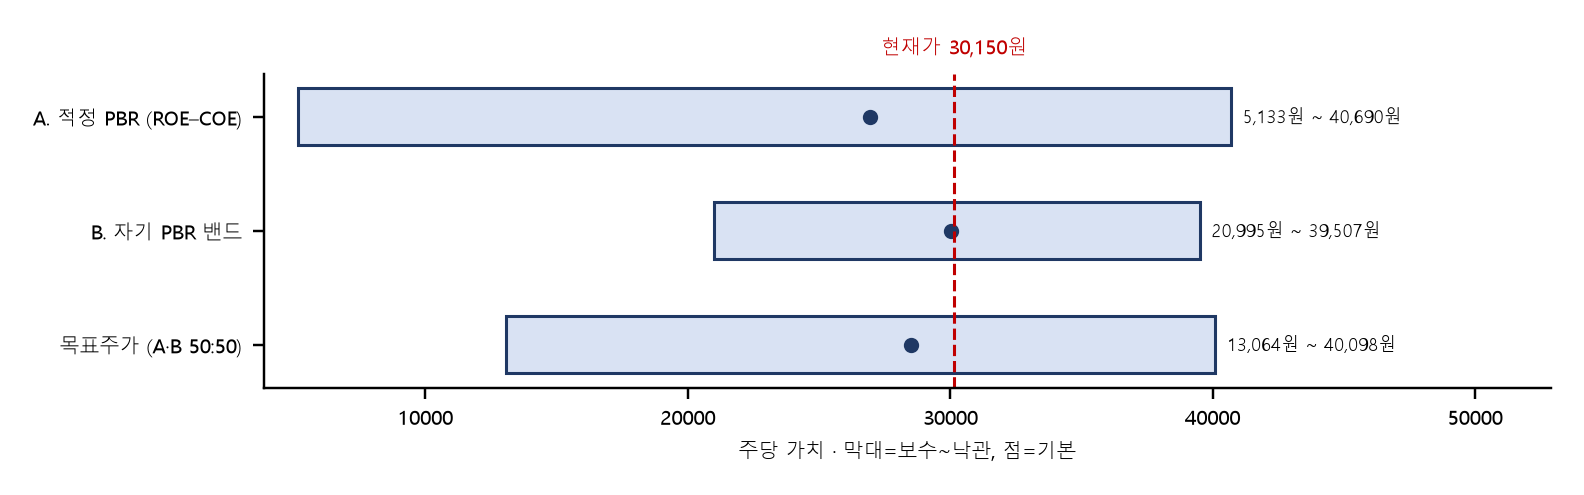 현재가 30,150원
A. 적정 PBR (ROE–COE)
5,133원 ~ 40,690원
B. 자기 PBR 밴드
20,995원 ~ 39,507원
목표주가 (A·B 50:50)
13,064원 ~ 40,098원
10000 20000 30000 40000 50000
주당 가치 · 막대=보수~낙관, 점=기본